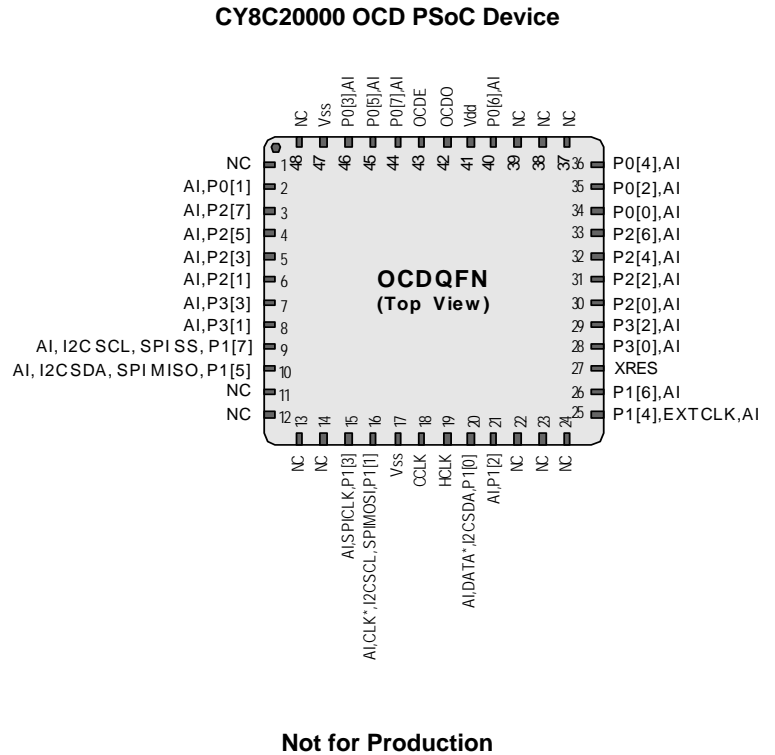 CY8C20000 OCD PSoC Device
NC
Vss
P0[3],AI
P0[5],AI
P0[7],AI
OCDE
OCDO
Vdd
P0[6],AI
NC
NC
NC
48
47
46
45
44
43
42
41
40
39
38
37
NC 1
AI,P0[1] 2
AI,P2[7] 3
AI,P2[5] 4
AI,P2[3] 5
AI,P2[1] 6
AI,P3[3] 7
AI,P3[1] 8
AI, I2C SCL, SPI SS, P1[7] 9
AI, I2C SDA, SPI MISO, P1[5] 10
NC 11
NC 12
OCDQFN
(Top View)
36 P0[4],AI
35 P0[2],AI
34 P0[0],AI
33 P2[6],AI
32 P2[4],AI
31 P2[2],AI
30 P2[0],AI
29 P3[2],AI
28 P3[0],AI
27 XRES
26 P1[6],AI
25 P1[4],EXTCLK,AI
13
14
15
16
17
18
19
20
21
22
23
24
NC
NC
AI,SPICLK,P1[3]
AI,CLK*,I2CSCL,SPIMOSI,P1[1]
Vss
CCLK
HCLK
AI,DATA*,I2CSDA,P1[0]
AI,P1[2]
NC
NC
NC
Not for Production